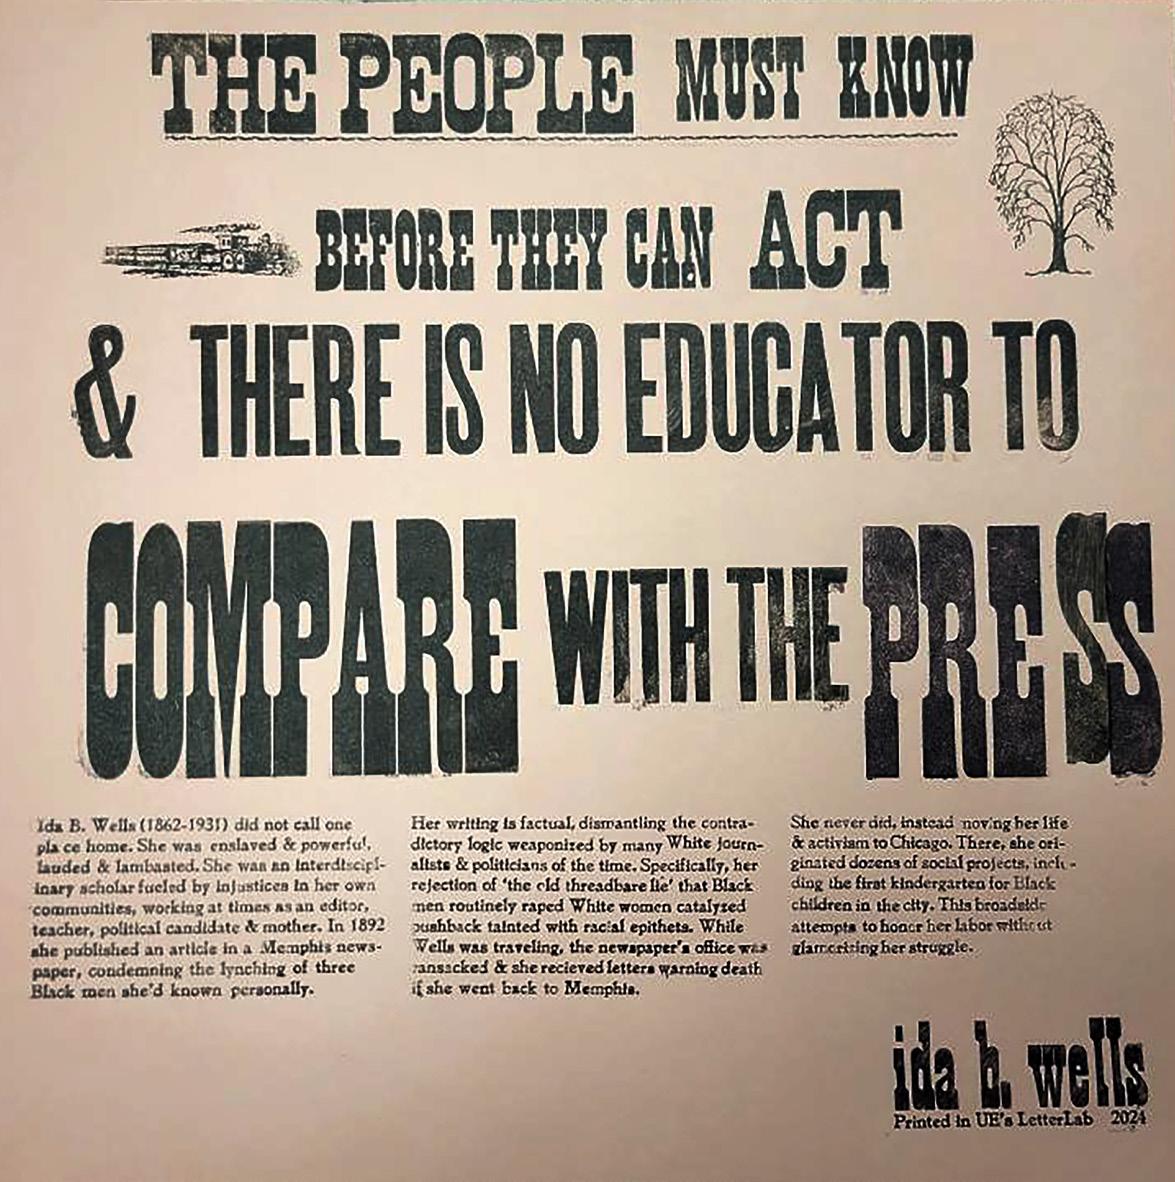 THE PEOPLE MUST KNOW
BEFORE THEY CAN ACT
& THERE IS NO EDUCATOR TO
COMPARE WITH THE PRESS
Ida B. Wells (1862-1931) did not call one
pla ce home. She was enslaved & powerful,
lauded & lambasted. She was an interdiscipl-
inary scholar fueled by injustices in her own
communities, working at times as an editor,
teacher, political candidate & mother. In 1892
she published an article in a Memphis news-
paper, condemning the lynching of three
Black men she'd known personally.
Her writing is factual, dismantling the contra-
dictory logic weaponized by many White journ-
alists & politicians of the time. Specifically, her
rejection of 'the old threadbare lie' that Black
men routinely raped White women catalyzed
pushback tainted with racial epithets. While
Wells was traveling, the newspaper's office was
ransacked & she recieved letters warning death
if she went back to Memphis.
She never did, instead moving her life
& activism to Chicago. There, she ori-
ginated dozens of social projects, inclu-
ding the first kindergarten for Black
children in the city. This broadside
attempts to honor her labor without
glamorizing her struggle.
ida b. wells
Printed in UE's LetterLab 2024